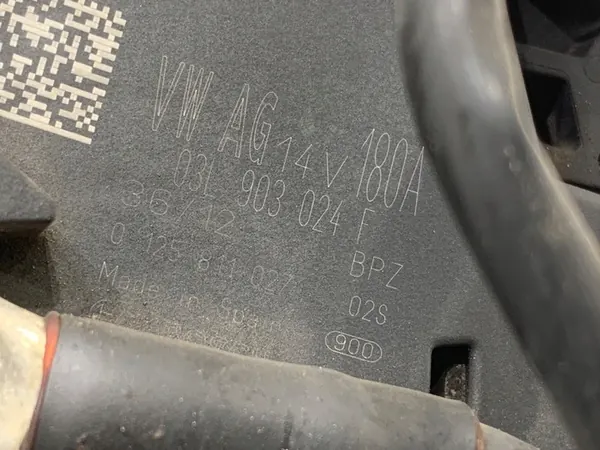 VW AG 14V 180A
03L 903 024 F
36/12
0 125 811 027 BPZ
Made in Spain 02S
900